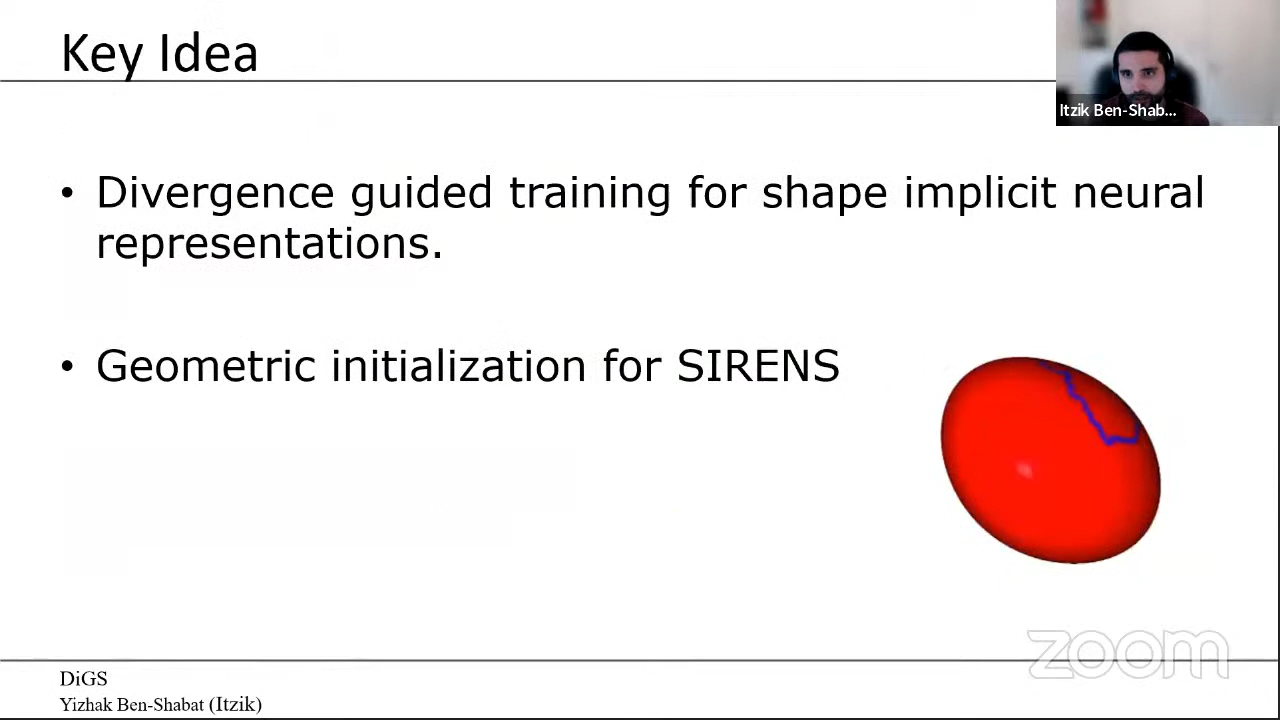 Key Idea
Itzik Ben-Shab...
• Divergence guided training for shape implicit neural
representations.
• Geometric initialization for SIRENS
zoom
DiGS
Yizhak Ben-Shabat (Itzik)